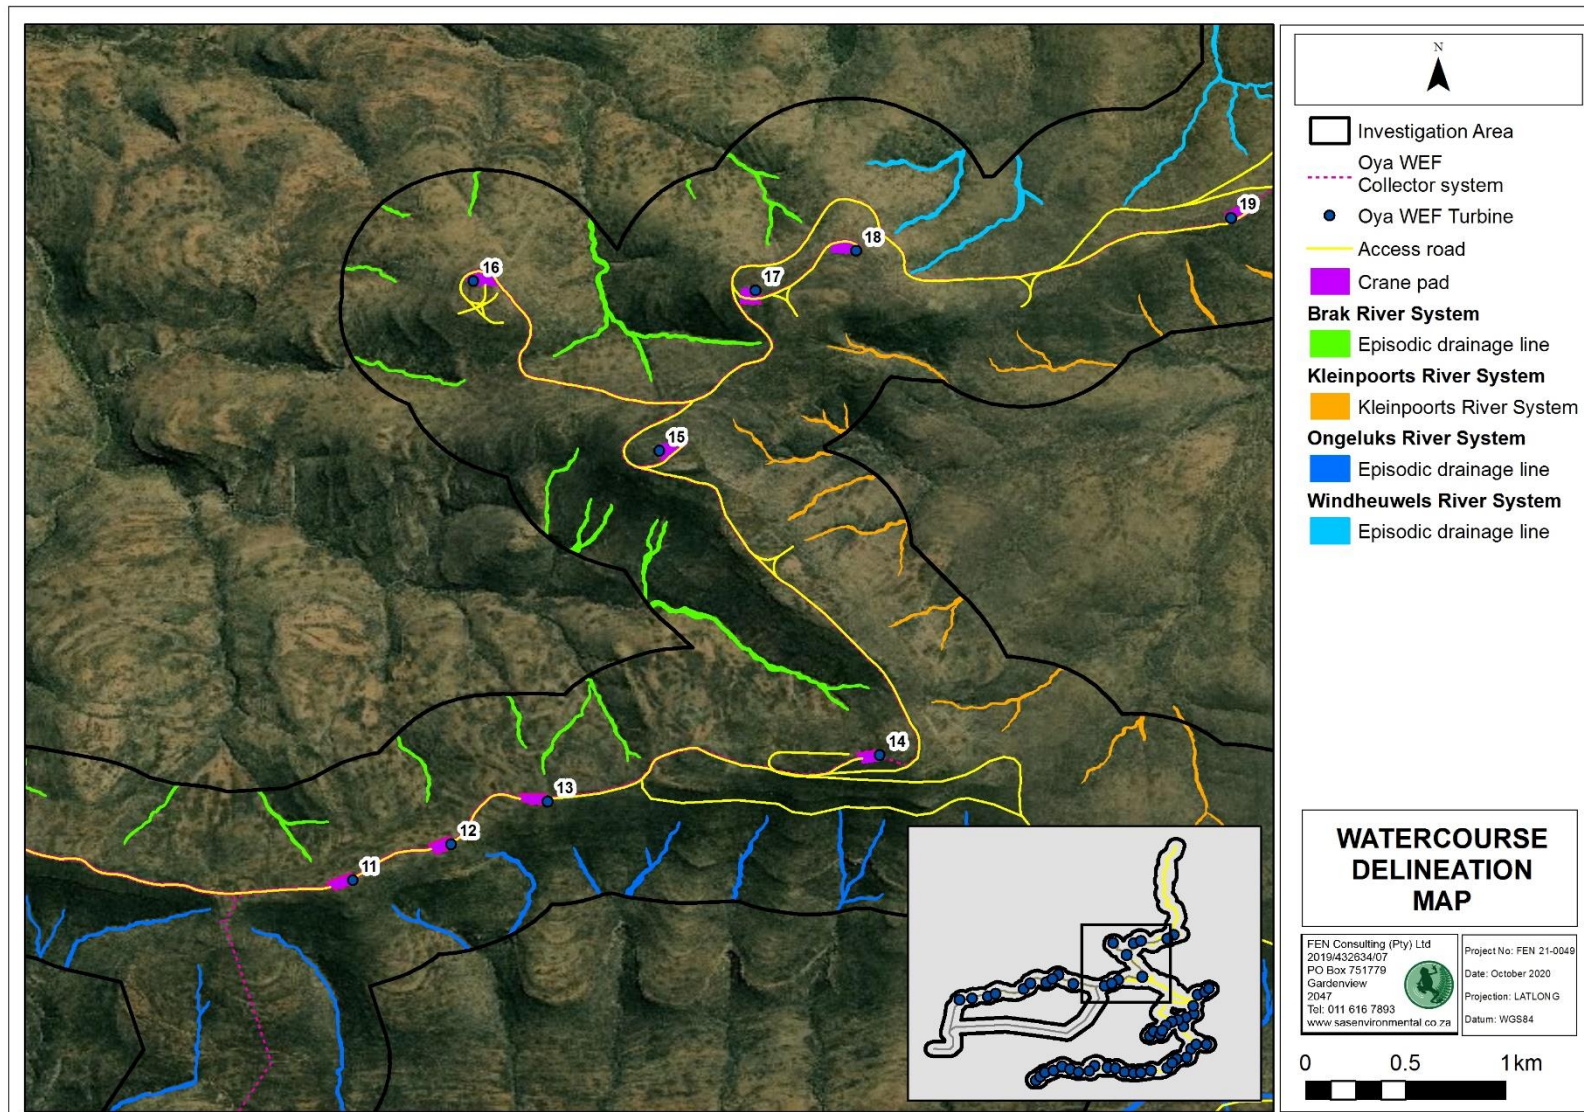 16
18
19
17
15
14
13
12
11
N
Investigation Area
Oya WEF
Collector system
Oya WEF Turbine
Access road
Crane pad
Brak River System
Episodic drainage line
Kleinpoorts River System
Kleinpoorts River System
Ongeluks River System
Episodic drainage line
Windheuwels River System
Episodic drainage line
WATERCOURSE
DELINEATION
MAP
FEN Consulting (Pty) Ltd
2019/432634/07
PO Box 751779
Gardenview
2047
Tel: 011 616 7893
www.sasenvironmental.co.za
Project No: FEN 21-0049
Date: October 2020
Projection: LATLONG
Datum: WGS84
0 0.5 1km